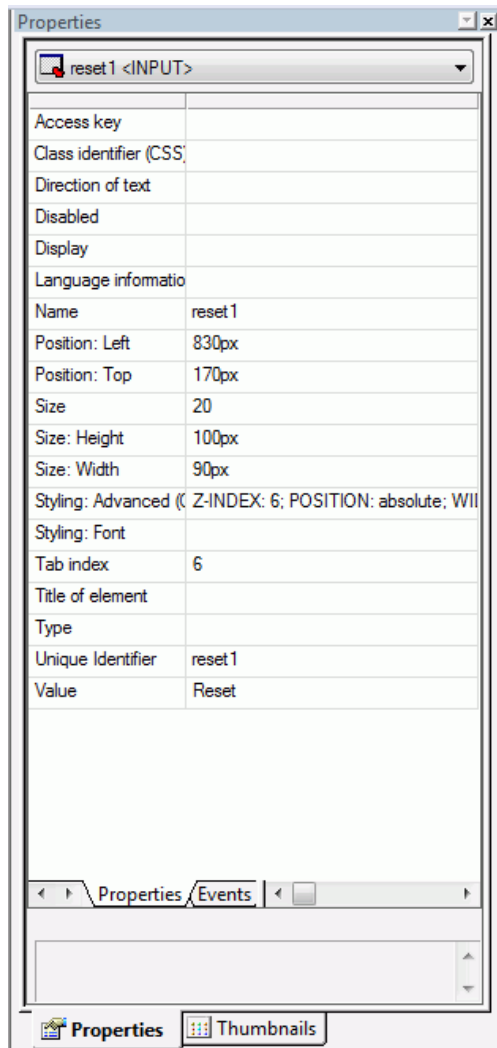 Properties
reset1 <INPUT>
Access key
Class identifier (CSS)
Direction of text
Disabled
Display
Language informatio
Name reset1
Position: Left 830px
Position: Top 170px
Size 20
Size: Height 100px
Size: Width 90px
Styling: Advanced (C Z-INDEX: 6; POSITION: absolute; WII
Styling: Font
Tab index 6
Title of element
Type
Unique Identifier reset1
Value Reset
Properties Events
Properties Thumbnails